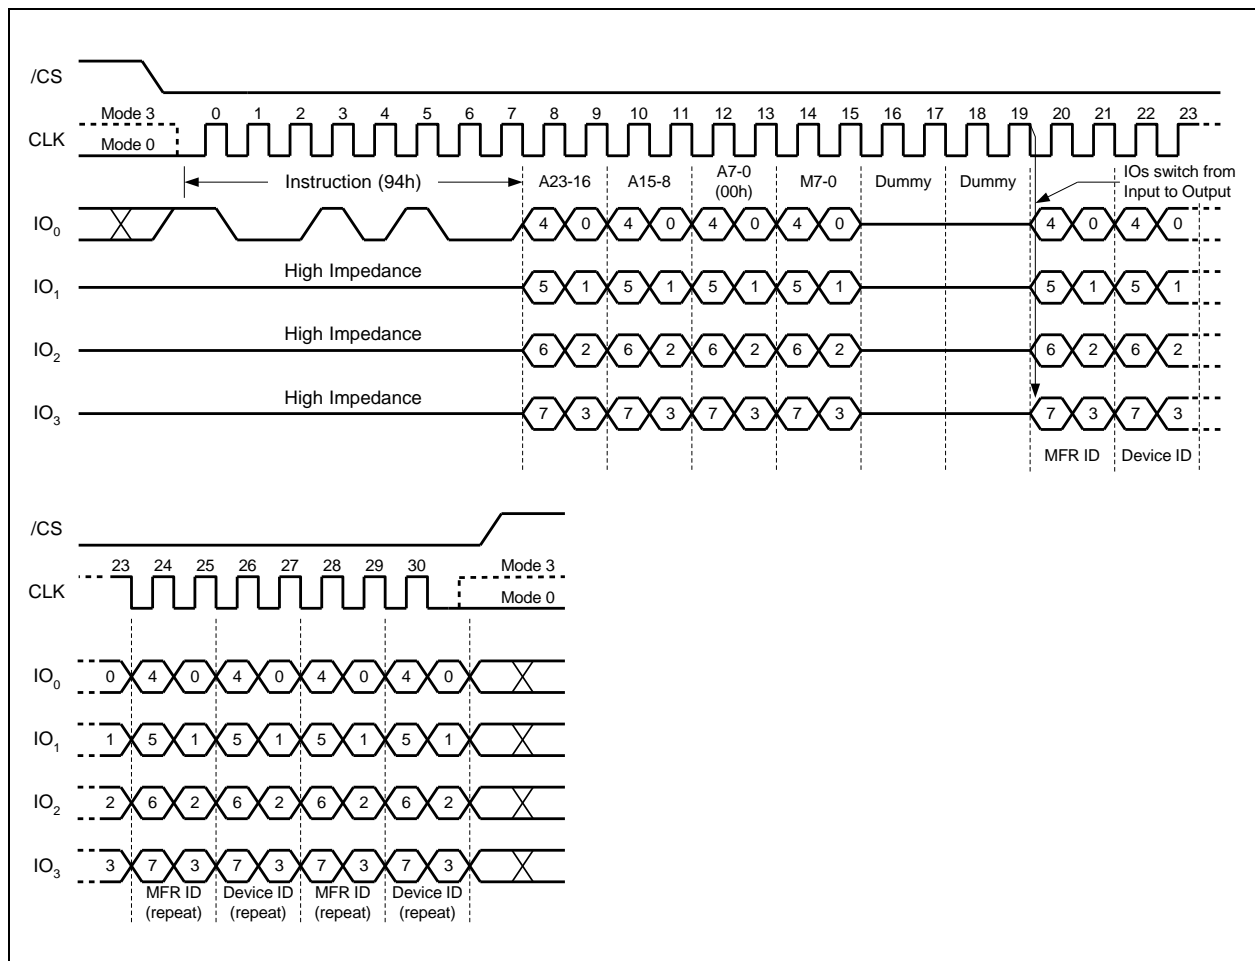 /CS
Mode 3 0 1 2 3 4 5 6 7 8 9 10 11 12 13 14 15 16 17 18 19 20 21 22 23
CLK Mode 0
Instruction (94h) A23-16 A15-8 A7-0 (00h) M7-0 Dummy Dummy IOs switch from Input to Output
IO0 4 0 4 0 4 0 4 0 4 0 4 0
High Impedance
IO1 5 1 5 1 5 1 5 1 5 1 5 1
High Impedance
IO2 6 2 6 2 6 2 6 2 6 2 6 2
High Impedance
IO3 7 3 7 3 7 3 7 3 7 3 7 3
MFR ID Device ID
/CS
23 24 25 26 27 28 29 30 Mode 3
CLK Mode 0
IO0 0 4 0 4 0 4 0 4 0
IO1 1 5 1 5 1 5 1 5 1
IO2 2 6 2 6 2 6 2 6 2
IO3 3 7 3 7 3 7 3 7 3
MFR ID Device ID MFR ID Device ID
(repeat) (repeat) (repeat) (repeat)